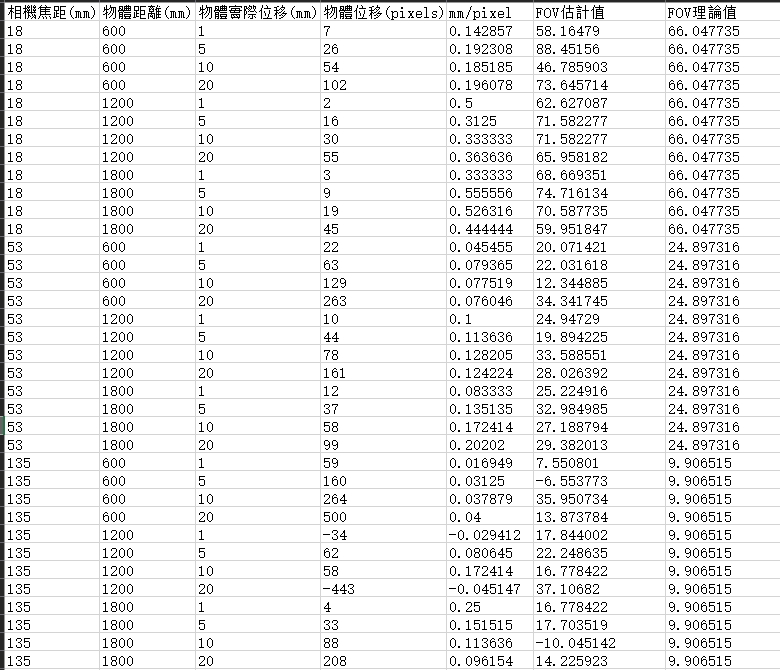 相機焦距(mm) 物體距離(mm) 物體實際位移(mm) 物體位移(pixels) mm/pixel FOV估計值 FOV理論值
18 600 1 7 0.142857 58.16479 66.047735
18 600 5 26 0.192308 88.45156 66.047735
18 600 10 54 0.185185 46.785903 66.047735
18 600 20 102 0.196078 73.645714 66.047735
18 1200 1 2 0.5 62.627087 66.047735
18 1200 5 16 0.3125 71.582277 66.047735
18 1200 10 30 0.333333 71.582277 66.047735
18 1200 20 55 0.363636 65.958182 66.047735
18 1800 1 3 0.333333 68.669351 66.047735
18 1800 5 9 0.555556 74.716134 66.047735
18 1800 10 19 0.526316 70.587735 66.047735
18 1800 20 45 0.444444 59.951847 66.047735
53 600 1 22 0.045455 20.071421 24.897316
53 600 5 63 0.079365 22.031618 24.897316
53 600 10 129 0.077519 12.344885 24.897316
53 600 20 263 0.076046 34.341745 24.897316
53 1200 1 10 0.1 24.94729 24.897316
53 1200 5 44 0.113636 19.894225 24.897316
53 1200 10 78 0.128205 33.588551 24.897316
53 1200 20 161 0.124224 28.026392 24.897316
53 1800 1 12 0.083333 25.224916 24.897316
53 1800 5 37 0.135135 32.984985 24.897316
53 1800 10 58 0.172414 27.188794 24.897316
53 1800 20 99 0.20202 29.382013 24.897316
135 600 1 59 0.016949 7.550801 9.906515
135 600 5 160 0.03125 -6.553773 9.906515
135 600 10 264 0.037879 35.950734 9.906515
135 600 20 500 0.04 13.873784 9.906515
135 1200 1 -34 -0.029412 17.844002 9.906515
135 1200 5 62 0.080645 22.248635 9.906515
135 1200 10 58 0.172414 16.778422 9.906515
135 1200 20 -443 -0.045147 37.10682 9.906515
135 1800 1 4 0.25 16.778422 9.906515
135 1800 5 33 0.151515 17.703519 9.906515
135 1800 10 88 0.113636 -10.045142 9.906515
135 1800 20 208 0.096154 14.225923 9.906515